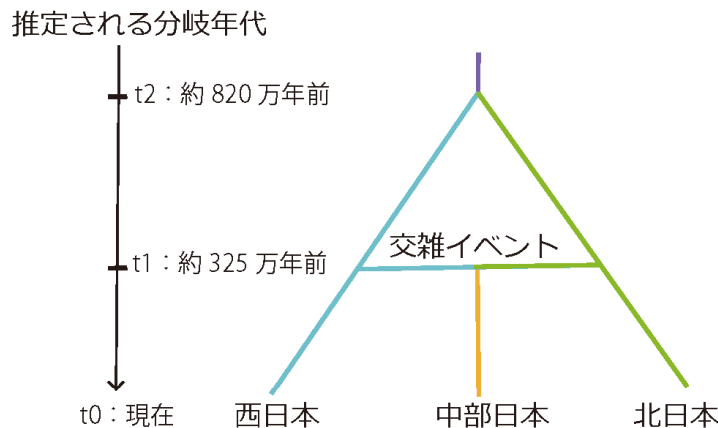 推定される分岐年代
t2：約 820 万年前
交雑イベント
t1：約 325 万年前
t0：現在
西日本
中部日本
北日本